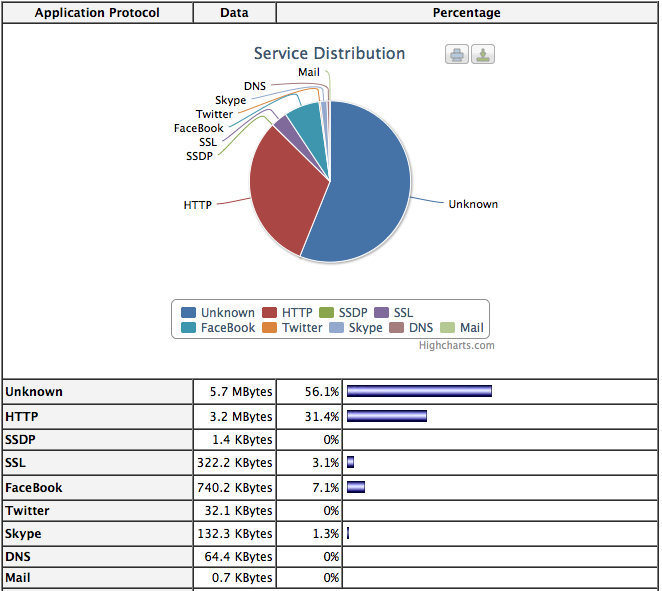 Application Protocol Data Percentage
Service Distribution
Mail
DNS
Skype
Twitter
FaceBook
SSL
SSDP
HTTP
Unknown
Unknown HTTP SSDP SSL
FaceBook Twitter Skype DNS Mail
Highcharts.com
Unknown 5.7 MBytes 56.1%
HTTP 3.2 MBytes 31.4%
SSDP 1.4 KBytes 0%
SSL 322.2 KBytes 3.1%
FaceBook 740.2 KBytes 7.1%
Twitter 32.1 KBytes 0%
Skype 132.3 KBytes 1.3%
DNS 64.4 KBytes 0%
Mail 0.7 KBytes 0%